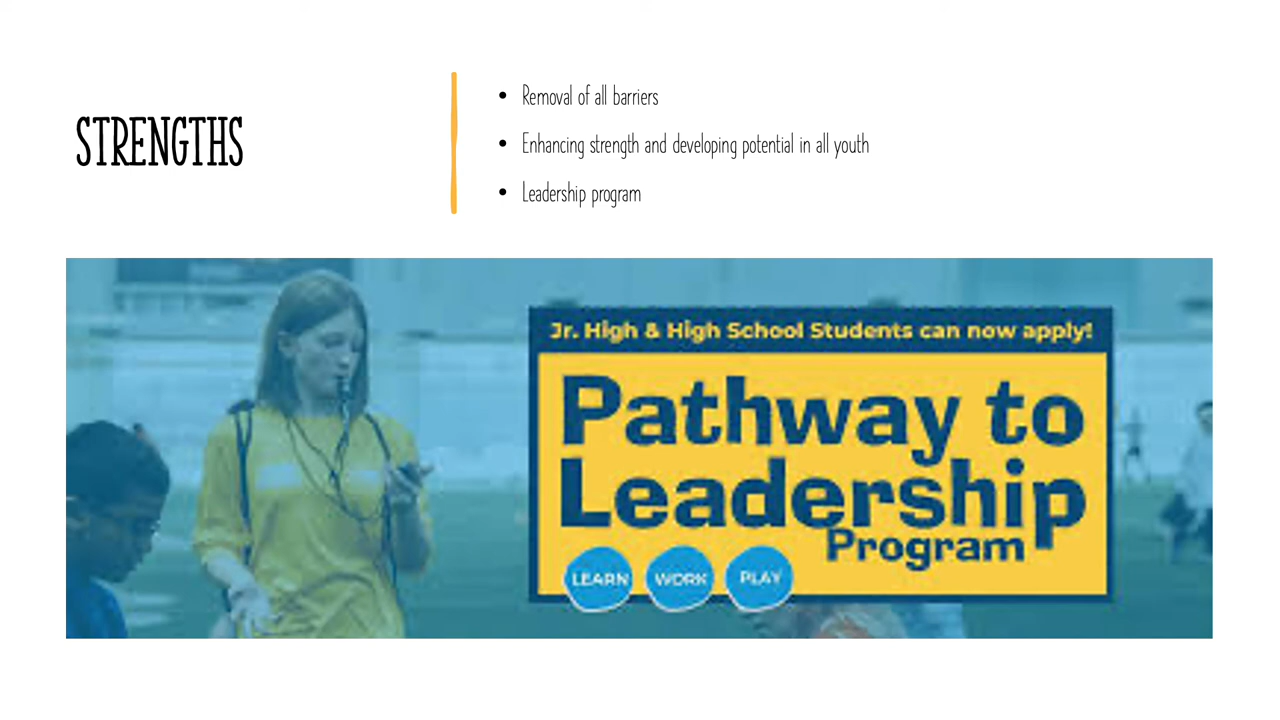 STRENGTHS
Removal of all barriers
Enhancing strength and developing potential in all youth
Leadership program
Jr. High & High School Students can now apply!
Pathway to
Leadership
Program
LEARN WORK PLAY